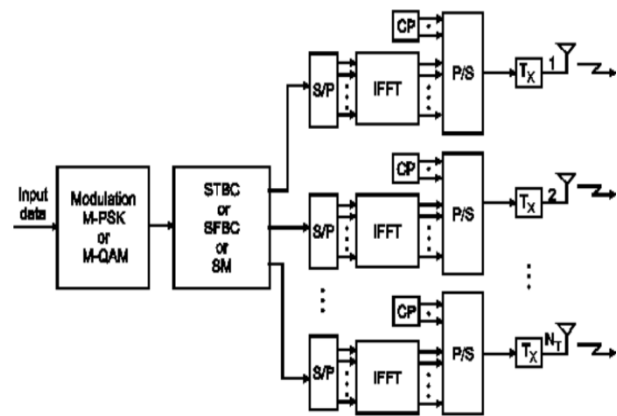 Input
data
Modulation
M-PSK
or
M-QAM
STBC
or
SFBC
or
SM
CP
S/P
IFFT
P/S
TX
1
CP
S/P
IFFT
P/S
TX
2
CP
S/P
IFFT
P/S
TX
NT